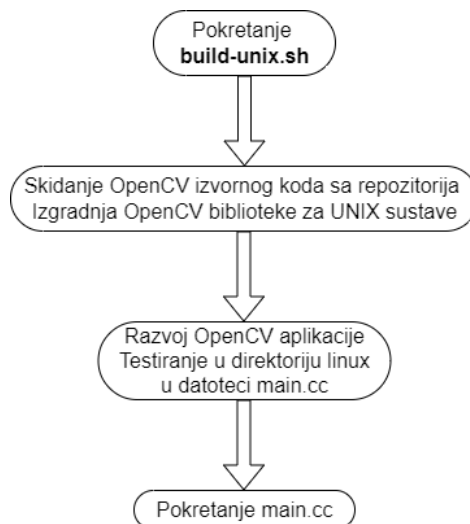 Pokretanje
build-unix.sh
Skidanje OpenCV izvornog koda sa repozitorija
Izgradnja OpenCV biblioteke za UNIX sustave
Razvoj OpenCV aplikacije
Testiranje u direktoriju linux
u datoteci main.cc
Pokretanje main.cc